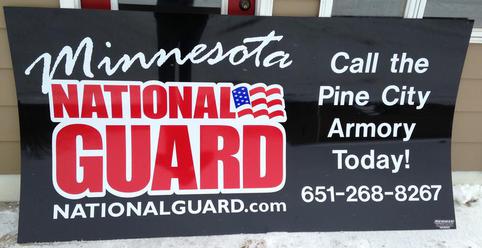 Minnesota
NATIONAL
GUARD
NATIONALGUARD.com
Call the
Pine City
Armory
Today!
651-268-8267